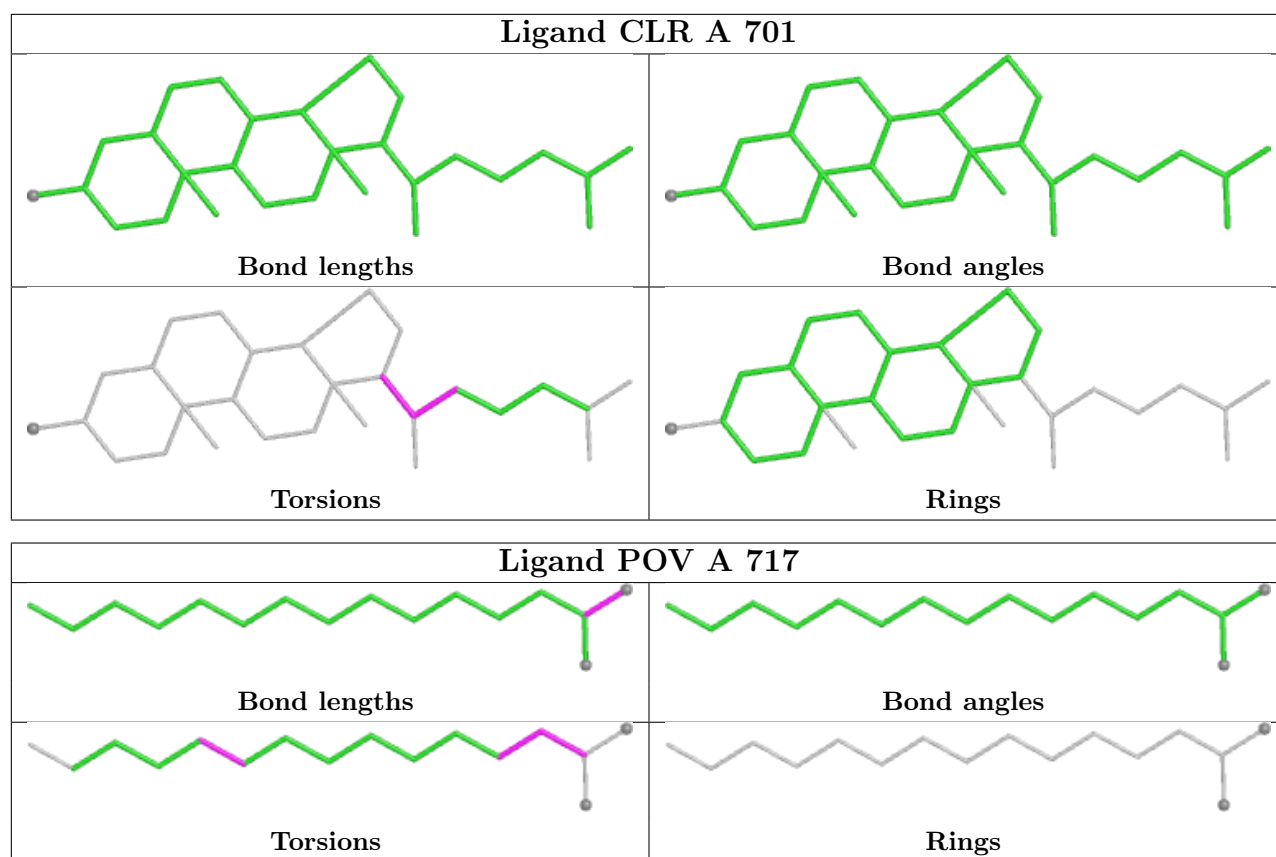 Ligand CLR A 701
Bond lengths
Bond angles
Torsions
Rings
Ligand POV A 717
Bond lengths
Bond angles
Torsions
Rings